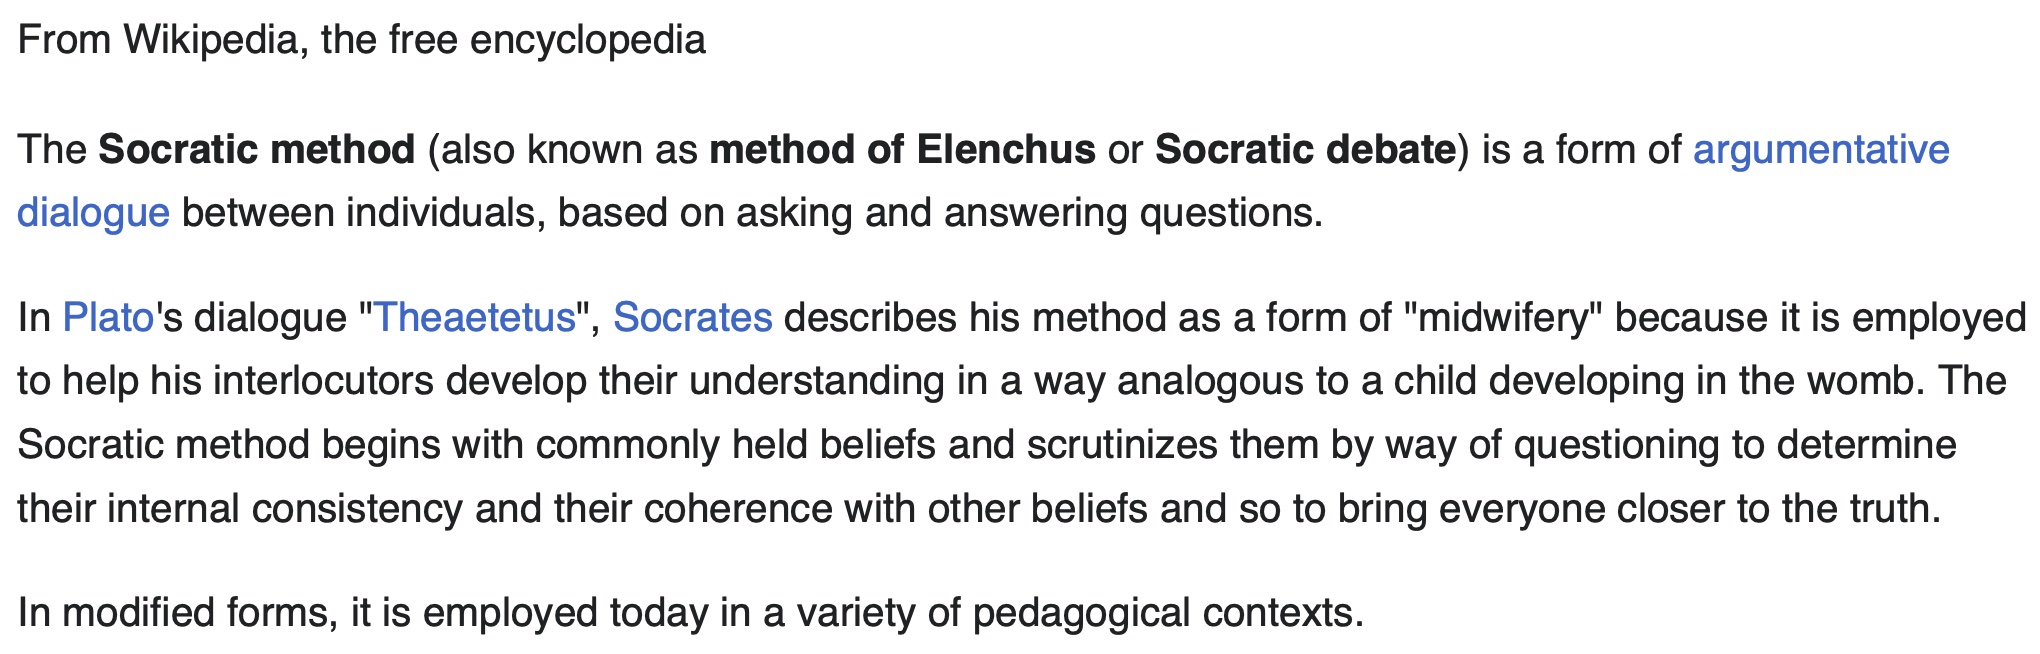 From Wikipedia, the free encyclopedia
The Socratic method (also known as method of Elenchus or Socratic debate) is a form of argumentative
dialogue between individuals, based on asking and answering questions.
In Plato's dialogue "Theaetetus", Socrates describes his method as a form of "midwifery" because it is employed
to help his interlocutors develop their understanding in a way analogous to a child developing in the womb. The
Socratic method begins with commonly held beliefs and scrutinizes them by way of questioning to determine
their internal consistency and their coherence with other beliefs and so to bring everyone closer to the truth.
In modified forms, it is employed today in a variety of pedagogical contexts.